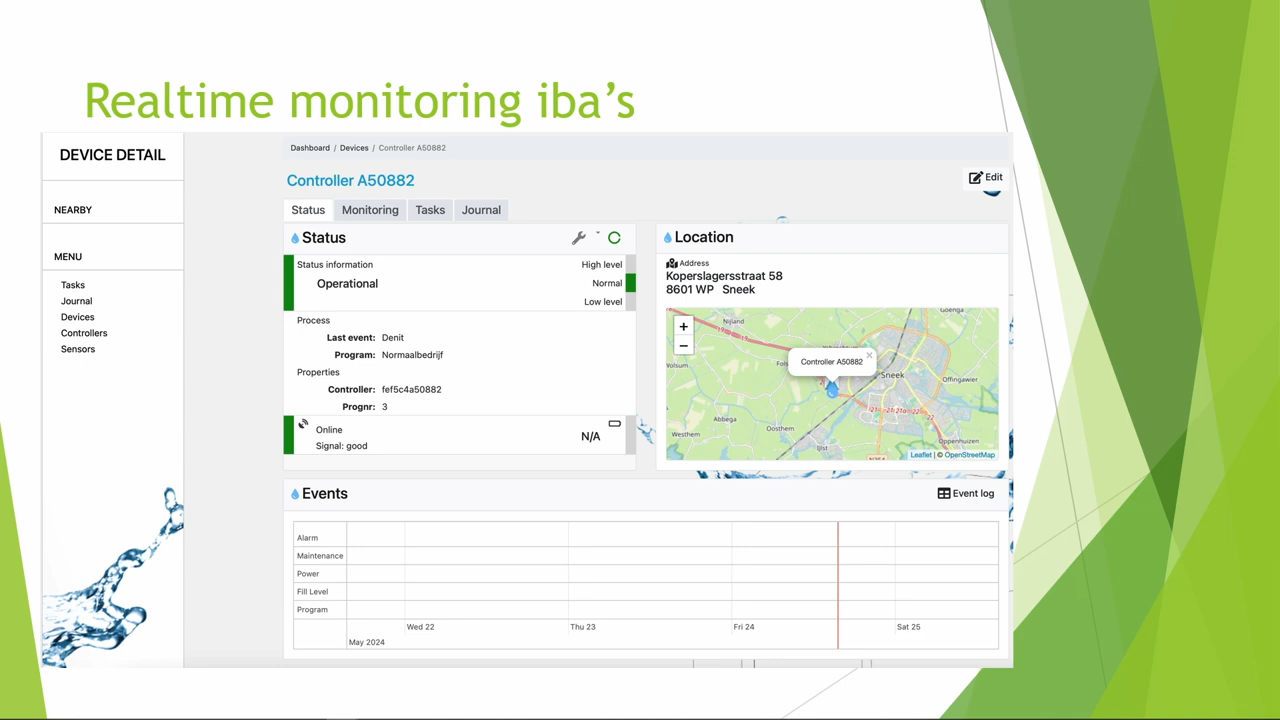 Realtime monitoring iba's
DEVICE DETAIL
NEARBY
MENU
Tasks
Journal
Devices
Controllers
Sensors
Dashboard / Devices / Controller A50882
Controller A50882
Edit
Status Monitoring Tasks Journal
Status
Status information
Operational
High level
Normal
Low level
Process
Last event: Denit
Program: Normaalbedrijf
Properties
Controller: fef5c4a50882
Prognr: 3
Online
Signal: good
N/A
Location
Address
Koperslagersstraat 58
8601 WP Sneek
+
−
Nijland
Goënga
Wolsum
Controller A50882 ×
Sneek
Offingawier
Abbega
Oosthem
IJlst
Westhem
Oppenhuizen
Leaflet | © OpenStreetMap
Events
Event log
Alarm
Maintenance
Power
Fill Level
Program
Wed 22 Thu 23 Fri 24 Sat 25
May 2024